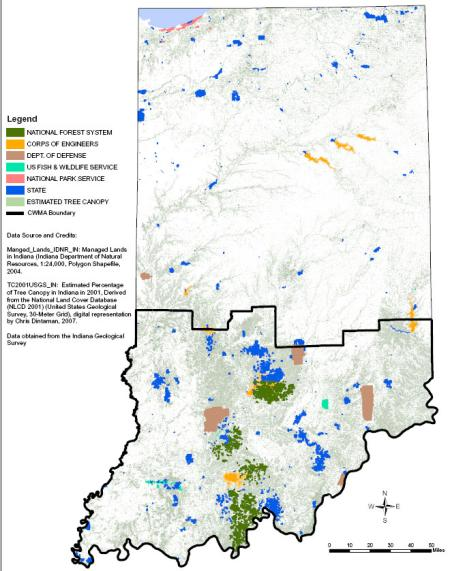 Legend
NATIONAL FOREST SYSTEM
CORPS OF ENGINEERS
DEPT. OF DEFENSE
US FISH & WILDLIFE SERVICE
NATIONAL PARK SERVICE
STATE
ESTIMATED TREE CANOPY
CWMA Boundary
Data Source and Credits:
Manged_Lands_IDNR_IN: Managed Lands
in Indiana (Indiana Department of Natural
Resources, 1:24,000, Polygon Shapefile,
2004.
TC2001USGS_IN: Estimated Percentage
of Tree Canopy in Indiana in 2001, Derived
from the National Land Cover Database
(NLCD 2001) (United States Geological
Survey, 30-Meter Grid), digital representation
by Chris Dintaman, 2007.
Data obtained from the Indiana Geological
Survey
N
W E
S
0 10 20 30 40 50
Miles